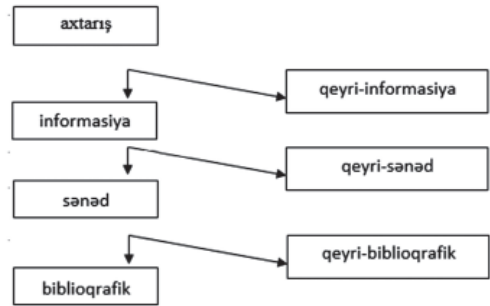 axtarış
qeyri-informasiya
informasiya
qeyri-sənəd
sənəd
qeyri-biblioqrafik
biblioqrafik